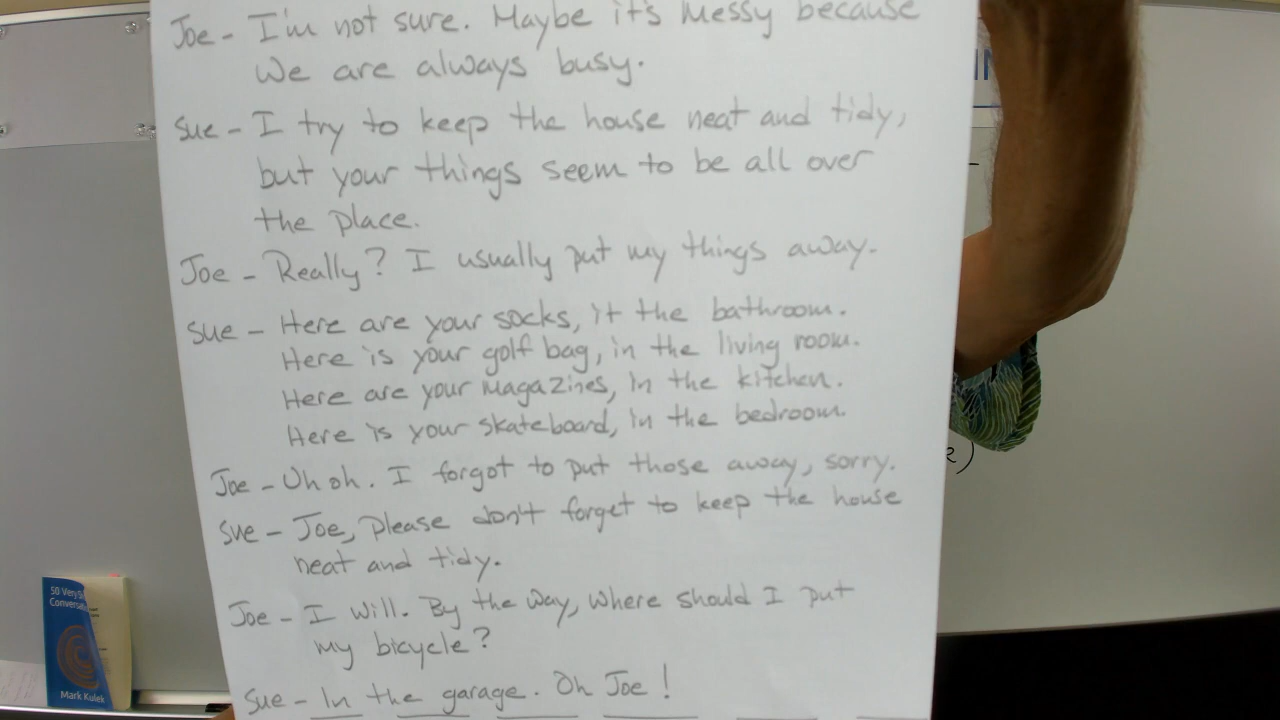 Joe - I'm not sure. Maybe it's Messy because
We are always busy.
Sue - I try to keep the house neat and tidy,
but your things seem to be all over
the place.
Joe - Really? I usually put my things away.
Sue - Here are your socks, it the bathroom.
Here is your golf bag, in the living room.
Here are your magazines, in the kitchen.
Here is your skateboard, in the bedroom.
Joe - Uh oh. I forgot to put those away, sorry.
Sue - Joe, please don't forget to keep the house
neat and tidy.
Joe - I will. By the way, where should I put
my bicycle?
Sue - In the garage. Oh Joe!
50 Very
Mark Kulek